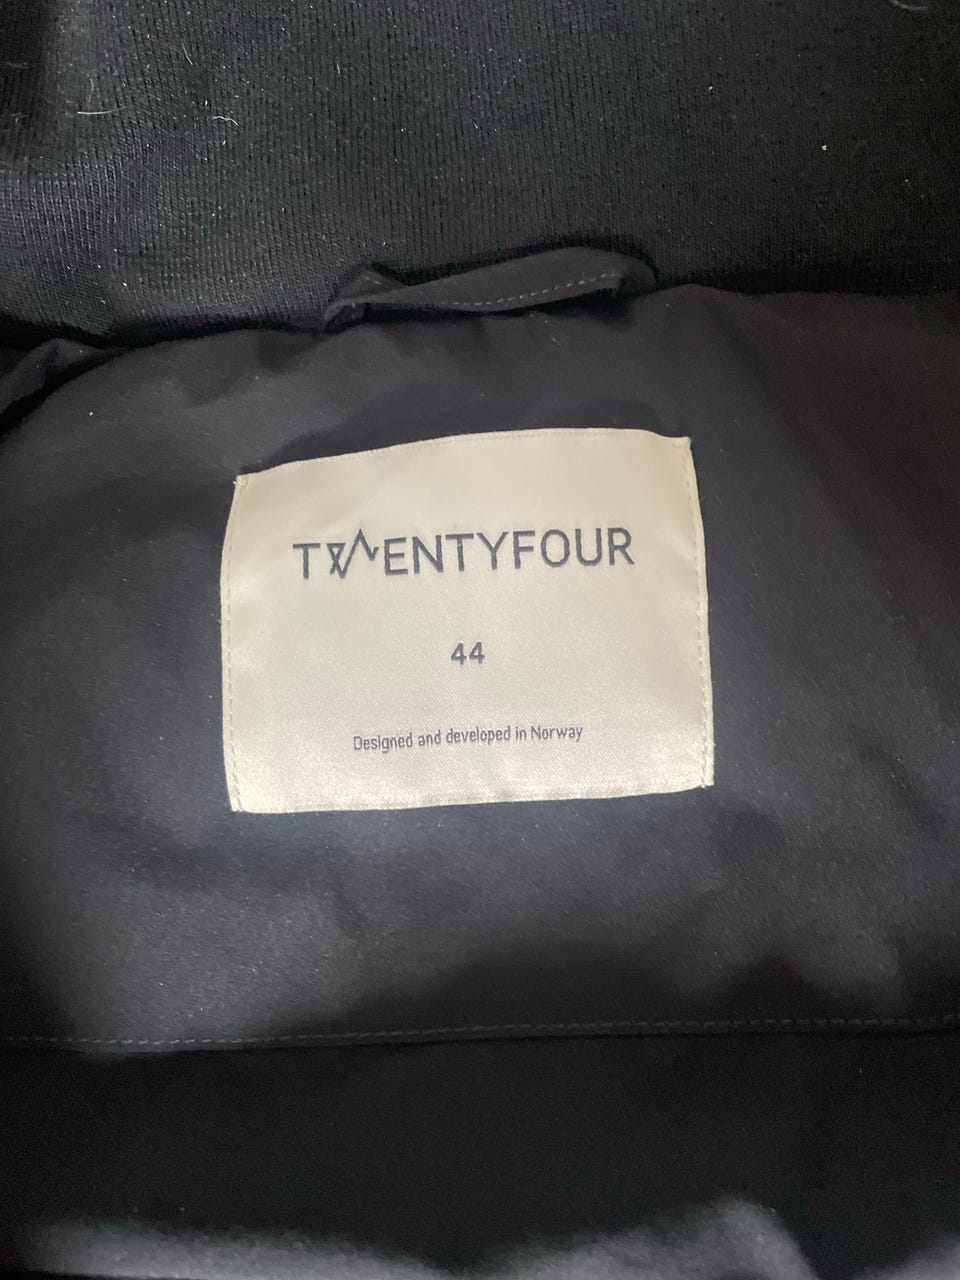 TWENTYFOUR
44
Designed and developed in Norway